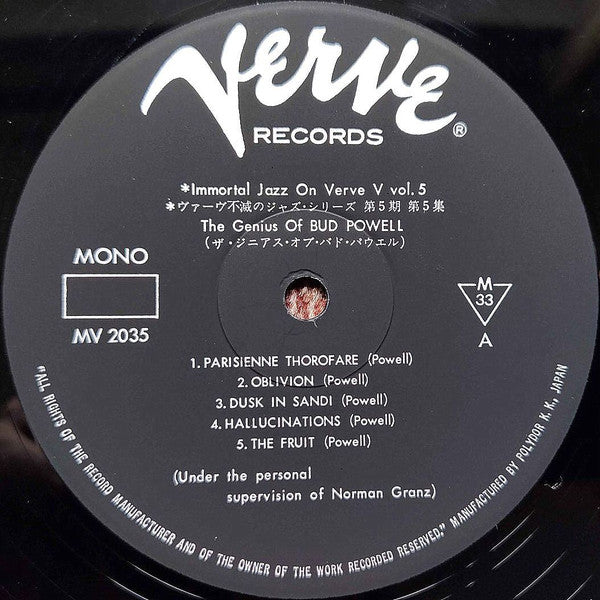 Verve
RECORDS ®
*Immortal Jazz On Verve V vol. 5
*ヴァーヴ不滅のジャズ・シリーズ 第5期 第5集
The Genius Of BUD POWELL
(ザ・ジニアス・オブ・バド・パウエル)
MONO
MV 2035
M
33
A
1. PARISIENNE THOROFARE (Powell)
2. OBLIVION (Powell)
3. DUSK IN SANDI (Powell)
4. HALLUCINATIONS (Powell)
5. THE FRUIT (Powell)
(Under the personal
supervision of Norman Granz)
"ALL RIGHTS OF THE RECORD MANUFACTURER AND OF THE OWNER OF THE WORK RECORDED RESERVED." MANUFACTURED BY POLYDOR K. K., JAPAN